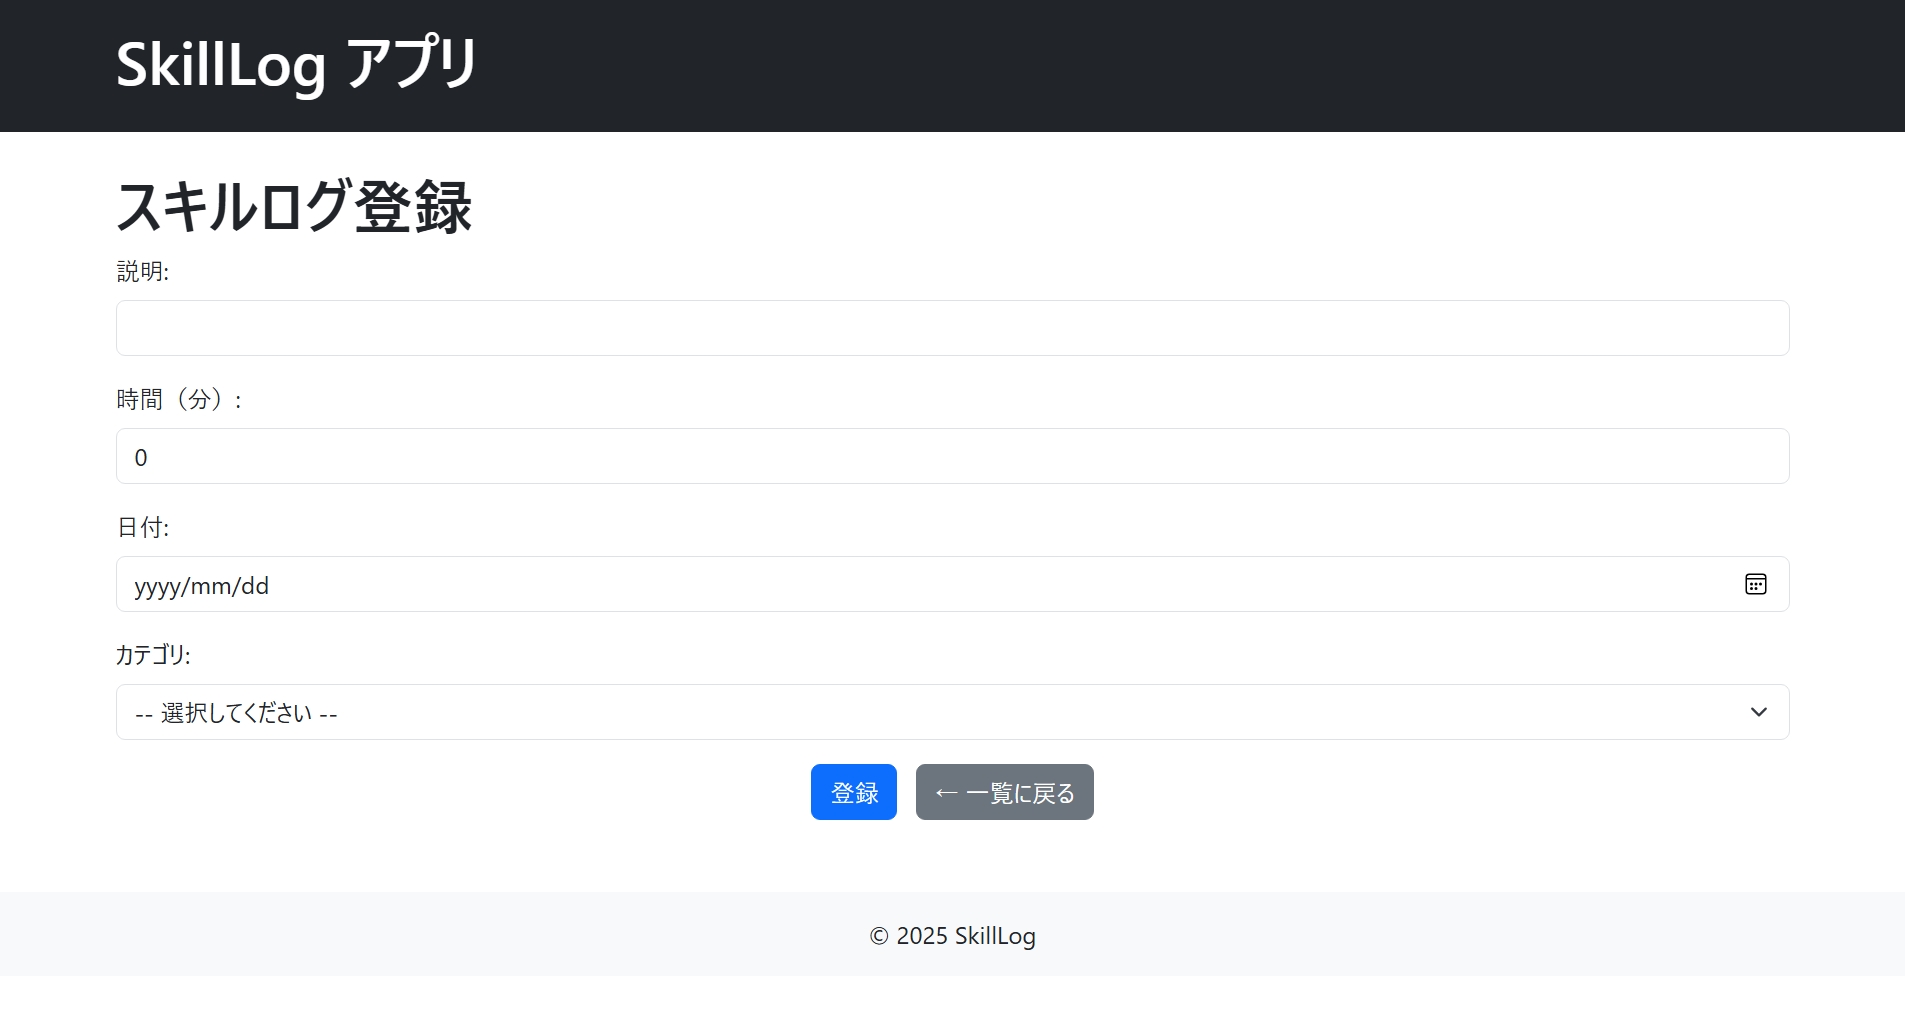 SkillLog アプリ
スキルログ登録
説明:
時間（分）:
0
日付:
yyyy/mm/dd
カテゴリ:
-- 選択してください --
登録
← 一覧に戻る
© 2025 SkillLog